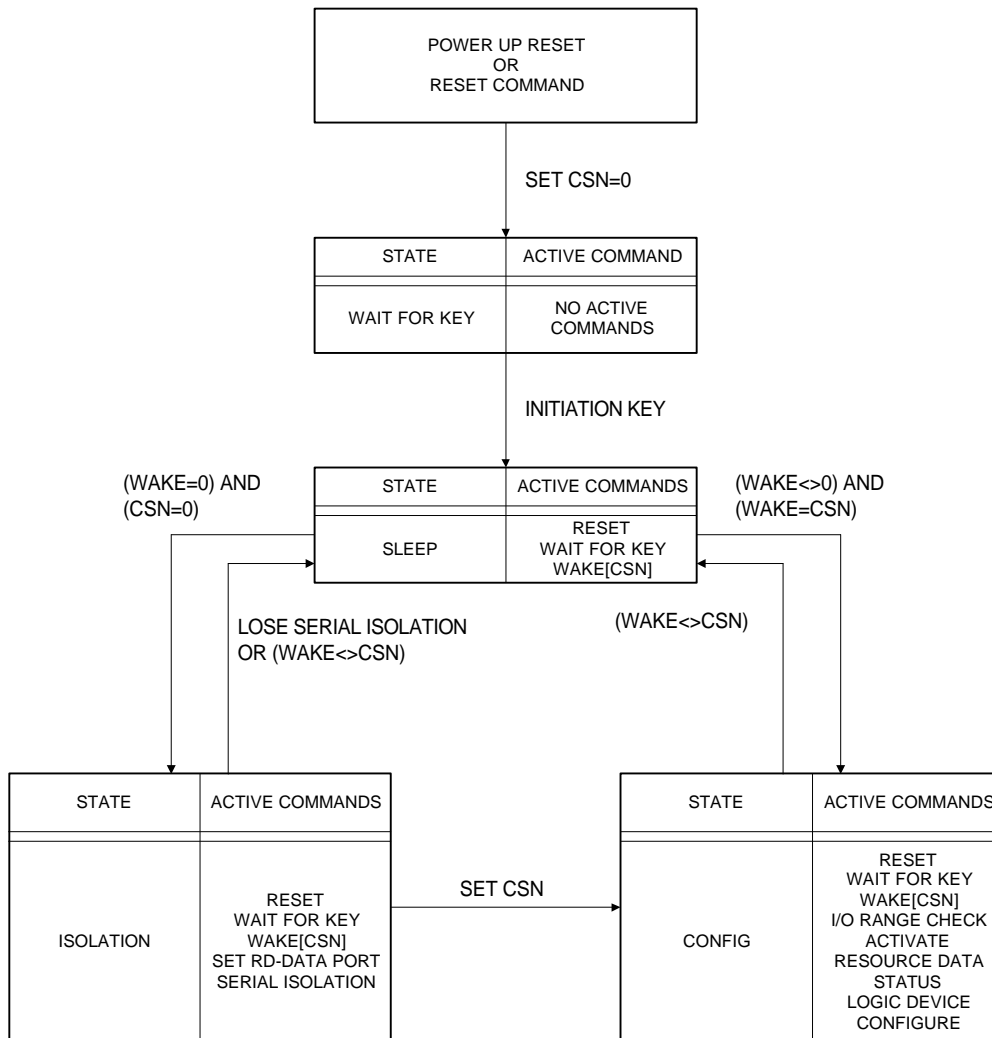 POWER UP RESET
OR
RESET COMMAND
SET CSN=0
STATE
ACTIVE COMMAND
WAIT FOR KEY
NO ACTIVE
COMMANDS
INITIATION KEY
(WAKE=0) AND
(CSN=0)
STATE
ACTIVE COMMANDS
(WAKE<>0) AND
(WAKE=CSN)
SLEEP
RESET
WAIT FOR KEY
WAKE[CSN]
LOSE SERIAL ISOLATION
OR (WAKE<>CSN)
(WAKE<>CSN)
STATE
ACTIVE COMMANDS
ISOLATION
RESET
WAIT FOR KEY
WAKE[CSN]
SET RD-DATA PORT
SERIAL ISOLATION
SET CSN
STATE
ACTIVE COMMANDS
CONFIG
RESET
WAIT FOR KEY
WAKE[CSN]
I/O RANGE CHECK
ACTIVATE
RESOURCE DATA
STATUS
LOGIC DEVICE
CONFIGURE